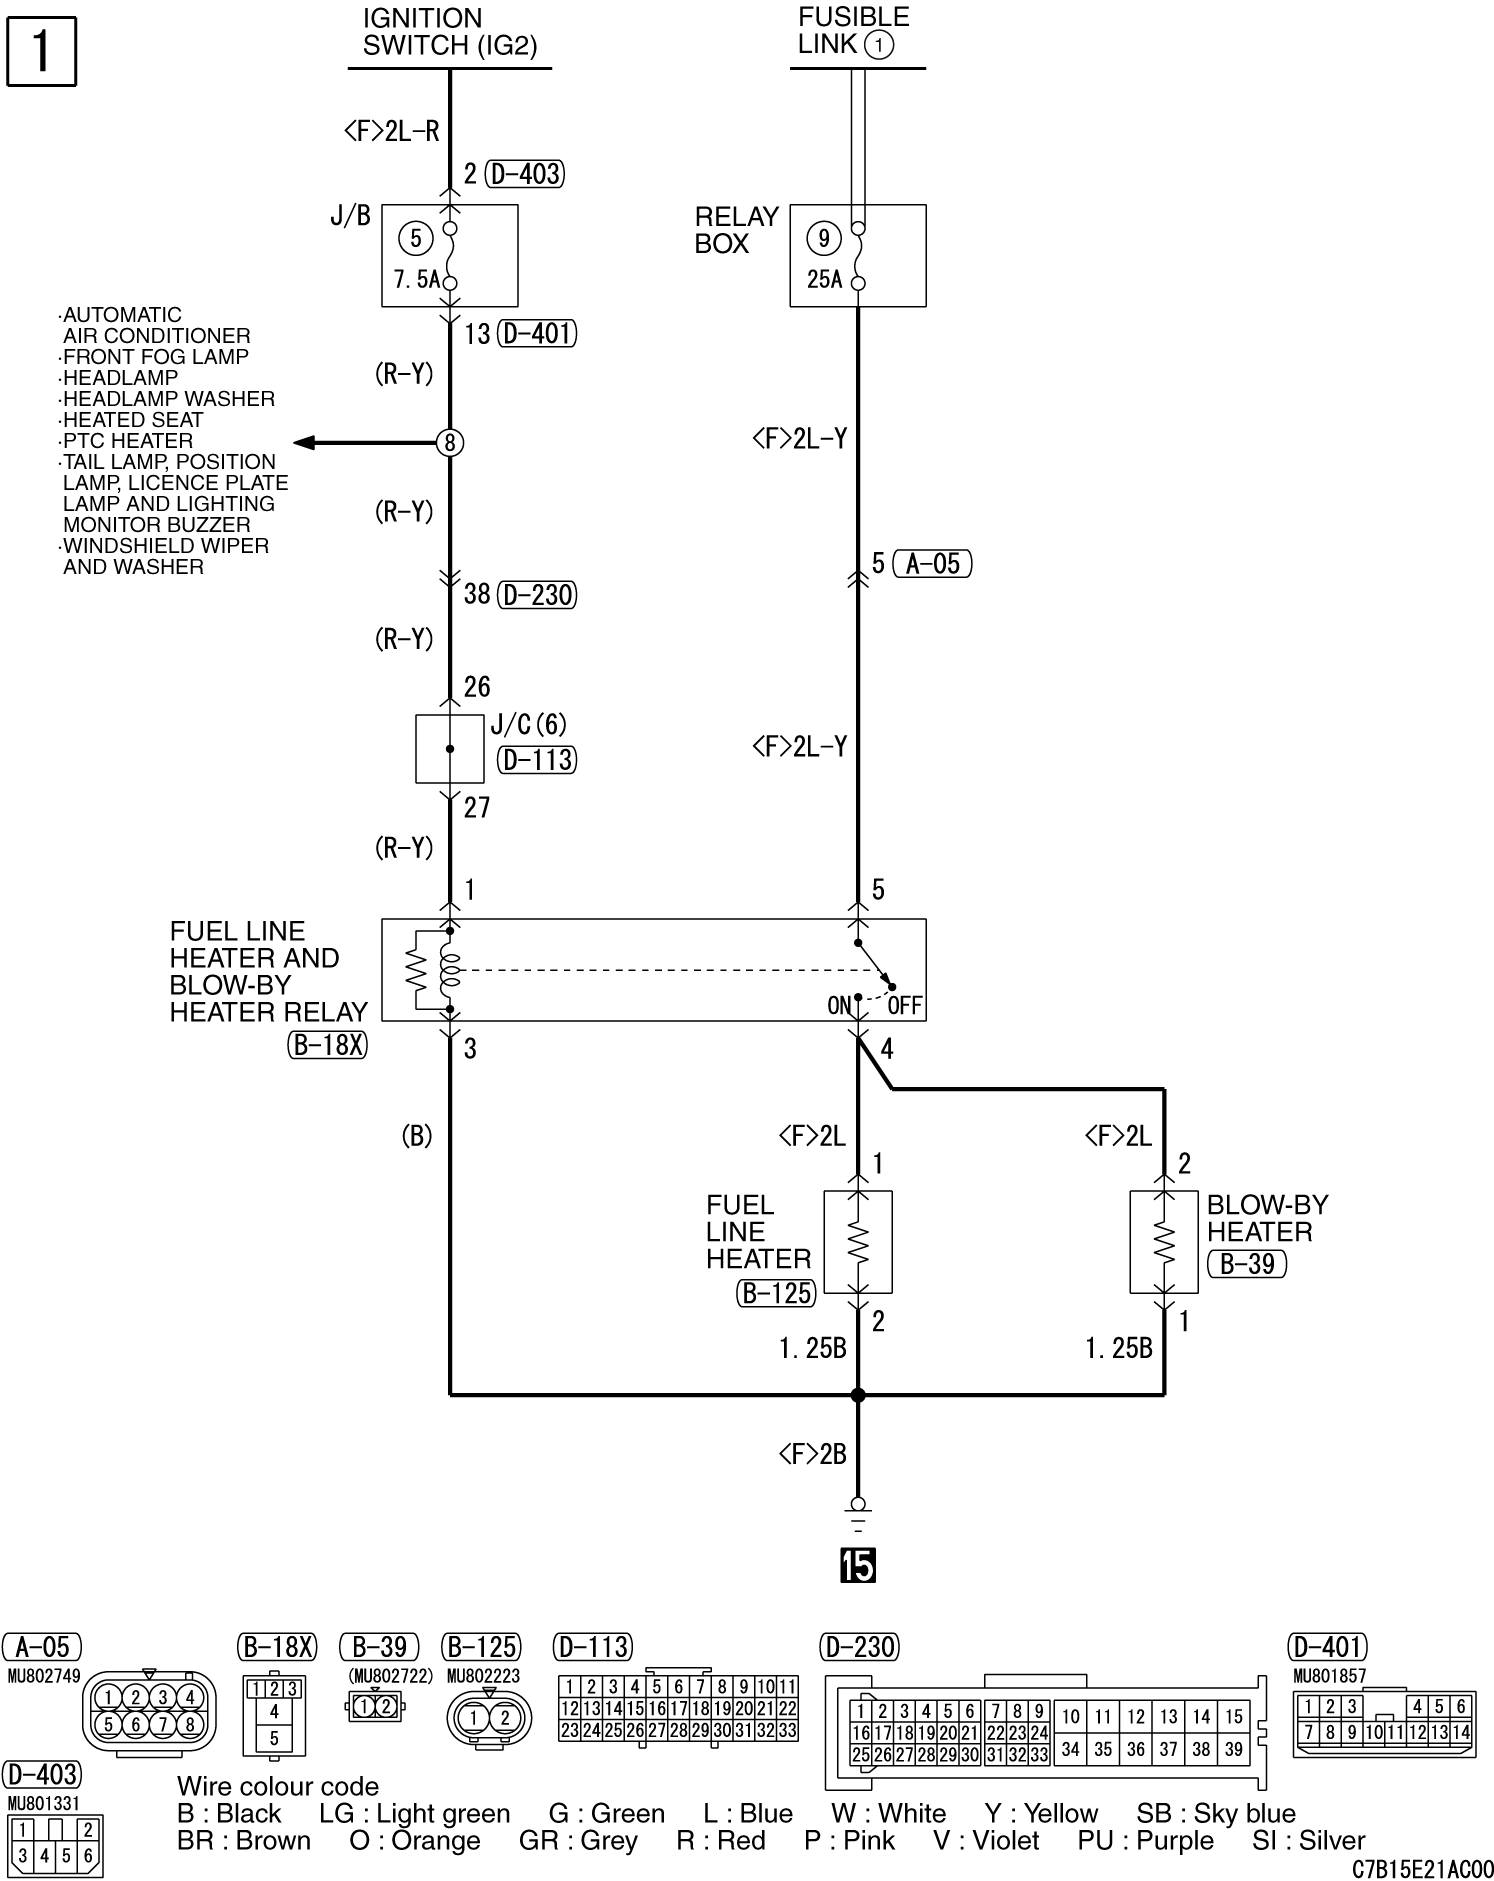 1
IGNITION
SWITCH (IG2)
FUSIBLE
LINK 1
<F>2L-R
2 D-403
J/B
5
7.5A
RELAY
BOX
9
25A
13 D-401
(R-Y)
·AUTOMATIC
AIR CONDITIONER
·FRONT FOG LAMP
·HEADLAMP
·HEADLAMP WASHER
·HEATED SEAT
·PTC HEATER
·TAIL LAMP, POSITION
LAMP, LICENCE PLATE
LAMP AND LIGHTING
MONITOR BUZZER
·WINDSHIELD WIPER
AND WASHER
8
<F>2L-Y
(R-Y)
5 A-05
38 D-230
(R-Y)
26
J/C(6)
D-113
<F>2L-Y
27
(R-Y)
1
5
FUEL LINE
HEATER AND
BLOW-BY
HEATER RELAY
B-18X
ON OFF
3
4
(B)
<F>2L
<F>2L
1
2
FUEL
LINE
HEATER
B-125
BLOW-BY
HEATER
B-39
2
1
1.25B
1.25B
<F>2B
15
A-05
MU802749
1 2 3 4
5 6 7 8
B-18X
1 2 3
4
5
B-39
(MU802722)
1 2
B-125
MU802223
1 2
D-113
1 2 3 4 5 6 7 8 9 10 11
12 13 14 15 16 17 18 19 20 21 22
23 24 25 26 27 28 29 30 31 32 33
D-230
1 2 3 4 5 6 7 8 9 10 11 12 13 14 15
16 17 18 19 20 21 22 23 24
25 26 27 28 29 30 31 32 33 34 35 36 37 38 39
D-401
MU801857
1 2 3 4 5 6
7 8 9 10 11 12 13 14
D-403
MU801331
1 2
3 4 5 6
Wire colour code
B : Black LG : Light green G : Green L : Blue W : White Y : Yellow SB : Sky blue
BR : Brown O : Orange GR : Grey R : Red P : Pink V : Violet PU : Purple SI : Silver
C7B15E21AC00